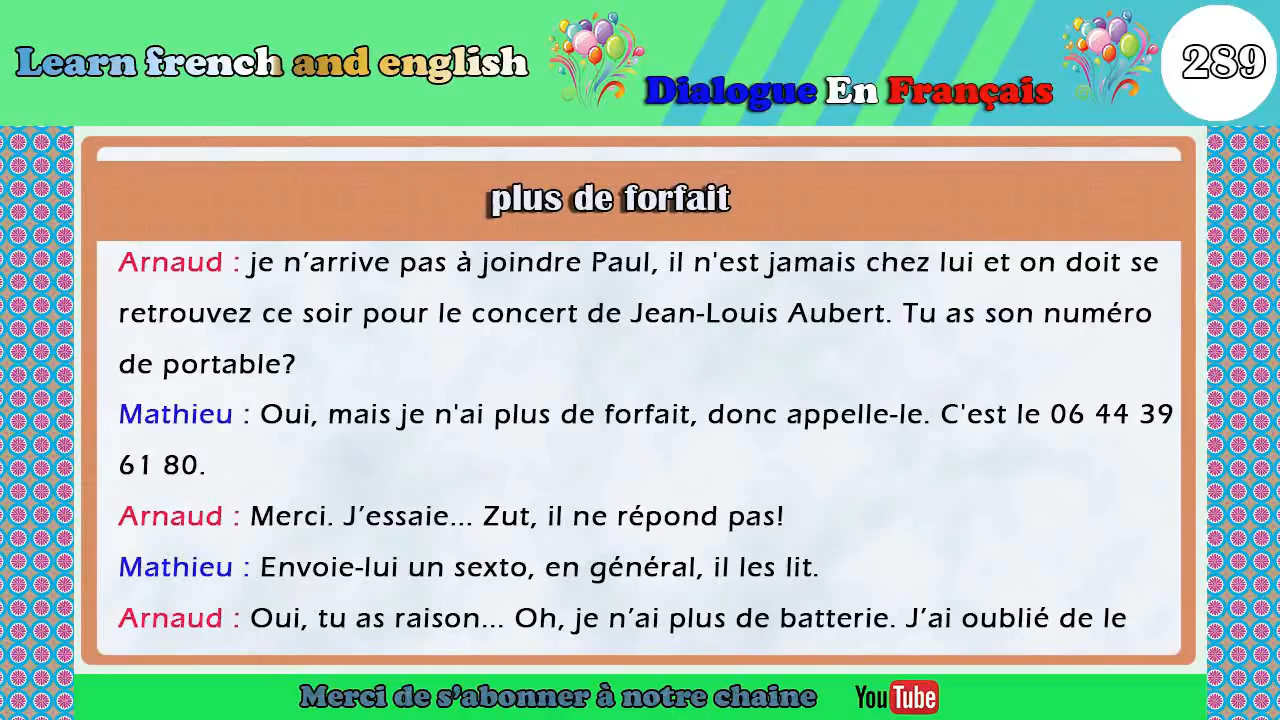 Learn french and english
Dialogue En Français
289
plus de forfait
Arnaud : je n’arrive pas à joindre Paul, il n'est jamais chez lui et on doit se
retrouvez ce soir pour le concert de Jean-Louis Aubert. Tu as son numéro
de portable?
Mathieu : Oui, mais je n'ai plus de forfait, donc appelle-le. C'est le 06 44 39
61 80.
Arnaud : Merci. J’essaie... Zut, il ne répond pas!
Mathieu : Envoie-lui un sexto, en général, il les lit.
Arnaud : Oui, tu as raison... Oh, je n’ai plus de batterie. J’ai oublié de le
Merci de s’abonner à notre chaine
YouTube